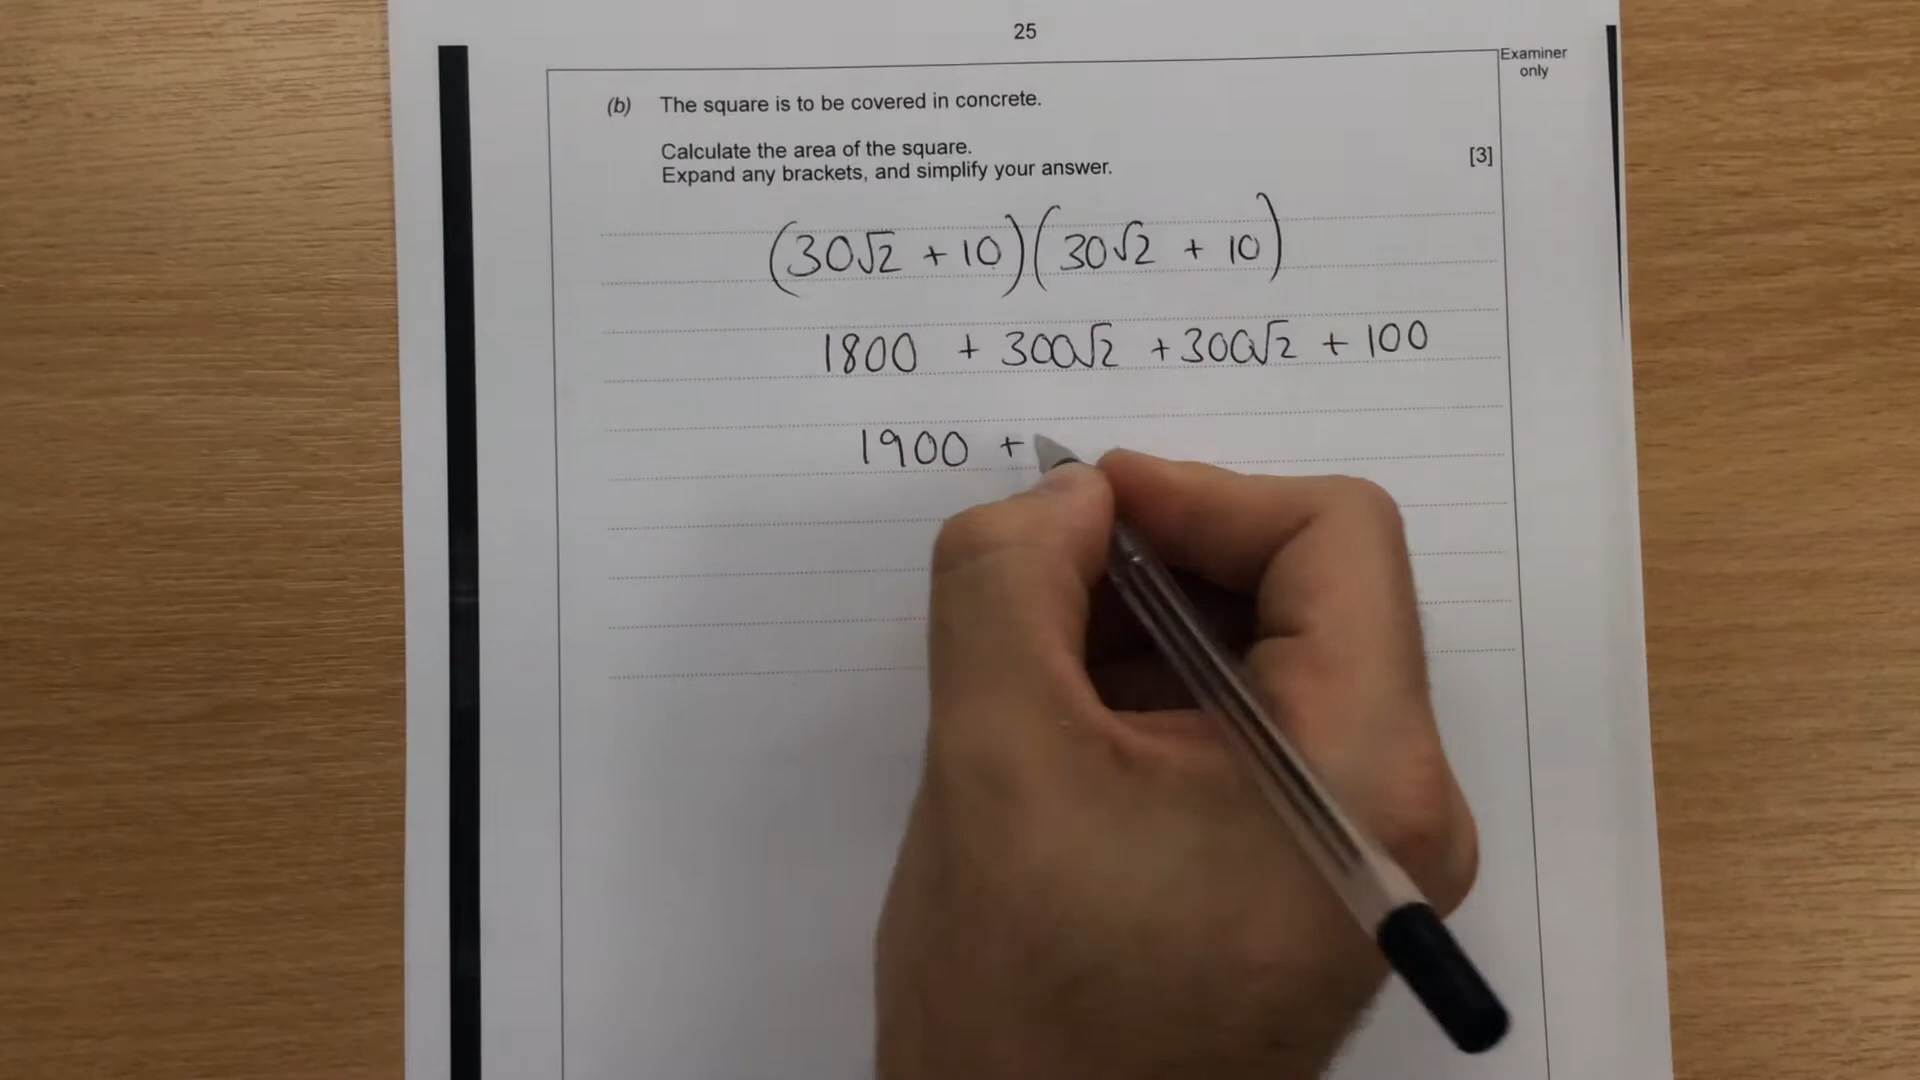 25
Examiner
only
(b) The square is to be covered in concrete.
Calculate the area of the square.
[3]
Expand any brackets, and simplify your answer.
(30√2 + 10)(30√2 + 10)
1800 + 300√2 + 300√2 + 100
1900 +